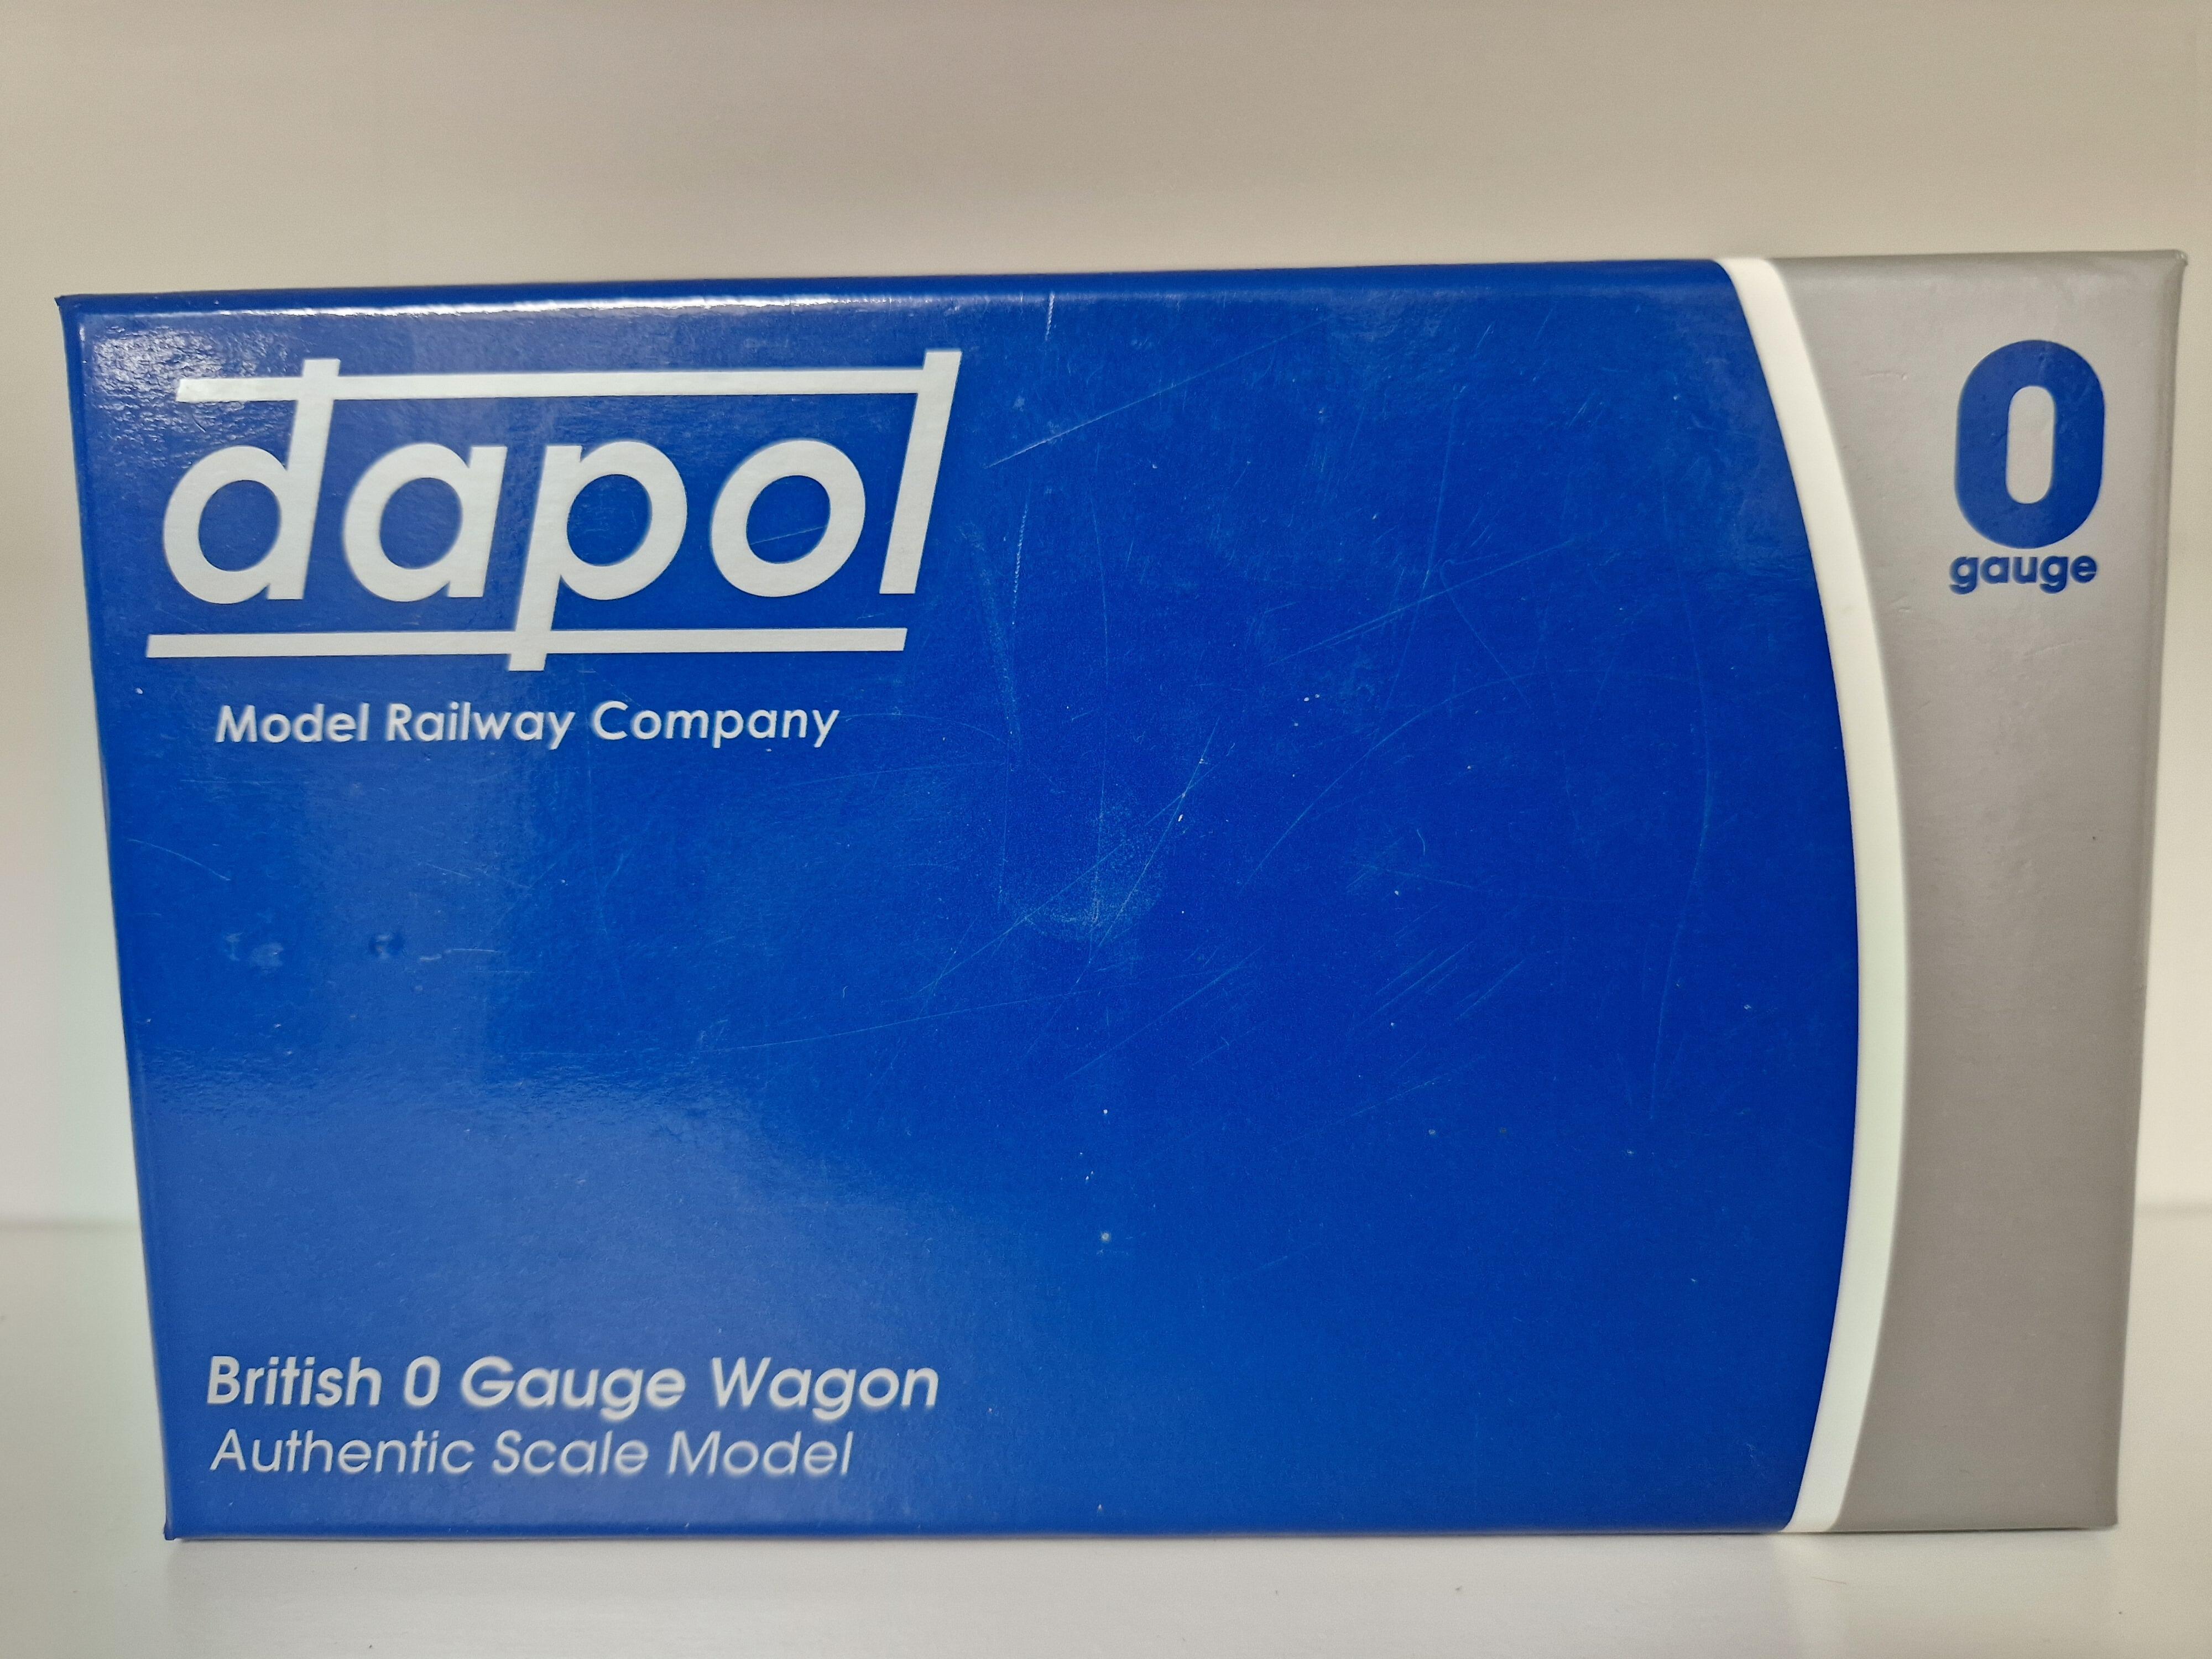 dapol
Model Railway Company
0
gauge
British 0 Gauge Wagon
Authentic Scale Model